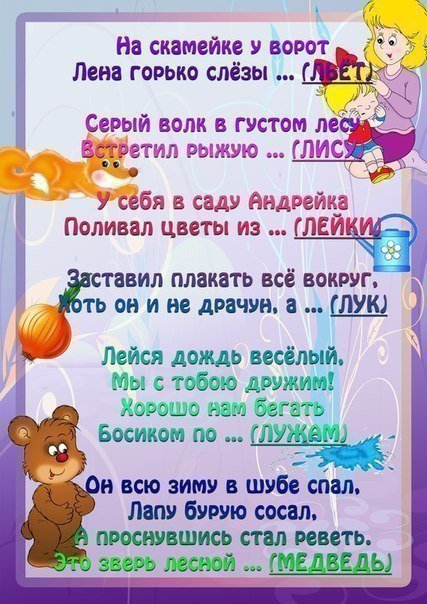 На скамейке у ворот
Лена горько слёзы ... (ЛЬЁТ)
Серый волк в густом лесу
Встретил рыжую ... (ЛИСУ)
У себя в саду Андрейка
Поливал цветы из ... (ЛЕЙКИ)
Заставил плакать всё вокруг,
Хоть он и не драчун, а ... (ЛУК)
Лейся дождь весёлый,
Мы с тобою дружим!
Хорошо нам бегать
Босиком по ... (ЛУЖАМ)
Он всю зиму в шубе спал,
Лапу бурую сосал,
А проснувшись стал реветь.
Это зверь лесной ... (МЕДВЕДЬ)